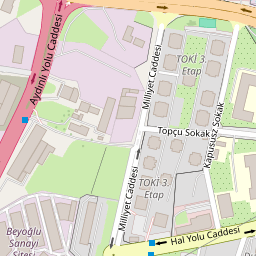 Aydınlı Yolu Caddesi
Milliyet Caddesi
TOKİ 3.
Etap
Topçu Sokak
Kapusuz Sokak
TOKİ 3.
Etap
Milliyet Caddesi
Beyoğlu
Sanayi
Sitesi
Hal Yolu Caddesi